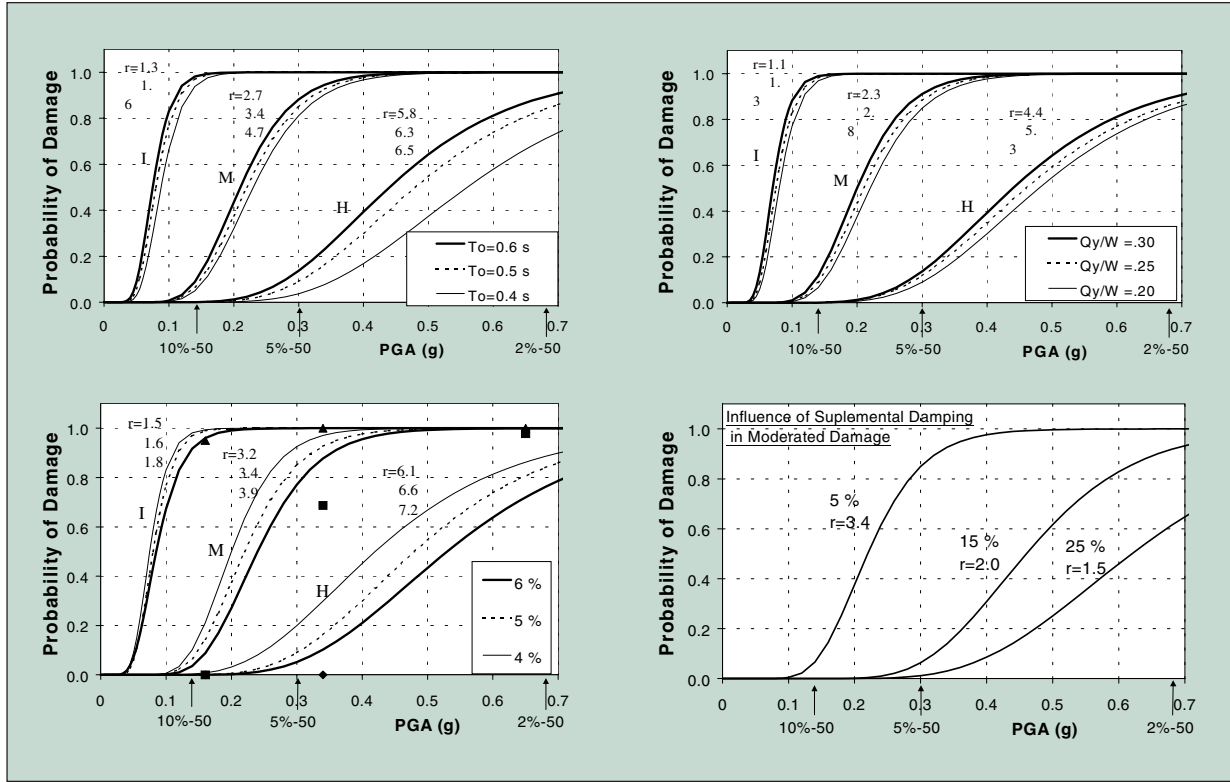 Probability of Damage
1.0
0.8
0.6
0.4
0.2
0.0
r=1.3
1.
6
I
r=2.7
3.4
4.7
M
r=5.8
6.3
6.5
H
To=0.6 s
To=0.5 s
To=0.4 s
0 0.1 0.2 0.3 0.4 0.5 0.6 0.7
10%-50 5%-50 PGA (g) 2%-50
Probability of Damage
1.0
0.8
0.6
0.4
0.2
0.0
r=1.1
1.
3
I
r=2.3
2.
8
M
r=4.4
5.
3
H
Qy/W =.30
Qy/W =.25
Qy/W =.20
0 0.1 0.2 0.3 0.4 0.5 0.6 0.7
10%-50 5%-50 PGA (g) 2%-50
Probability of Damage
1.0
0.8
0.6
0.4
0.2
0.0
r=1.5
1.6
1.8
I
r=3.2
3.4
3.9
M
r=6.1
6.6
7.2
H
6 %
5 %
4 %
0 0.1 0.2 0.3 0.4 0.5 0.6 0.7
10%-50 5%-50 PGA (g) 2%-50
Probability of Damage
1.0
0.8
0.6
0.4
0.2
0.0
Influence of Suplemental Damping
in Moderated Damage
5 %
r=3.4
15 %
r=2.0
25 %
r=1.5
0 0.1 0.2 0.3 0.4 0.5 0.6 0.7
10%-50 5%-50 PGA (g) 2%-50